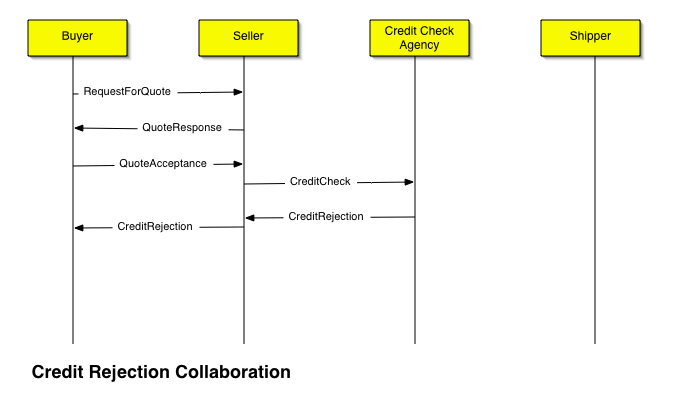 Buyer
Seller
Credit Check
Agency
Shipper
RequestForQuote
QuoteResponse
QuoteAcceptance
CreditCheck
CreditRejection
CreditRejection
Credit Rejection Collaboration